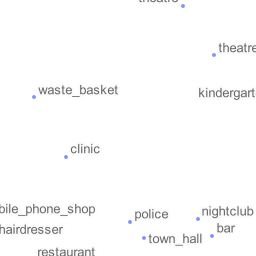 theatre
theatre
waste_basket
kindergart
clinic
bile_phone_shop
police
nightclub
hairdresser
bar
town_hall
restaurant